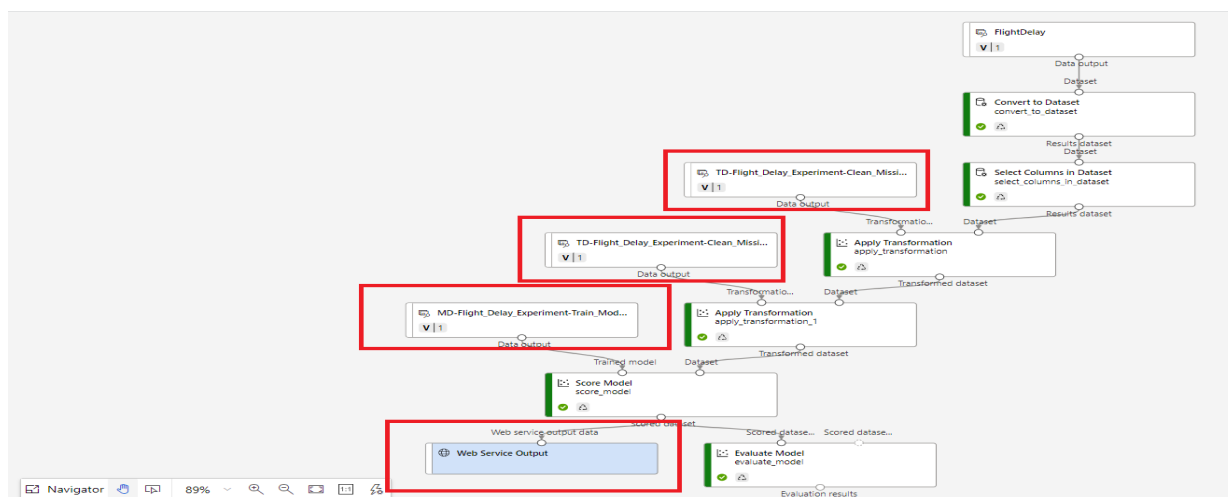 FlightDelay
V | 1
Data output
Dataset
Convert to Dataset
convert_to_dataset
Results dataset
Dataset
Select Columns in Dataset
select_columns_in_dataset
Results dataset
TD-Flight_Delay_Experiment-Clean_Missi...
V | 1
Data output
Transformatio...
Dataset
TD-Flight_Delay_Experiment-Clean_Missi...
V | 1
Data output
Apply Transformation
apply_transformation
Transformed dataset
Transformatio...
Dataset
MD-Flight_Delay_Experiment-Train_Mod...
V | 1
Data output
Apply Transformation
apply_transformation_1
Transformed dataset
Trained model
Dataset
Score Model
score_model
Scored dataset
Web service output data
Scored datase...
Scored datase...
Web Service Output
Evaluate Model
evaluate_model
Evaluation results
Navigator
89%
1:1